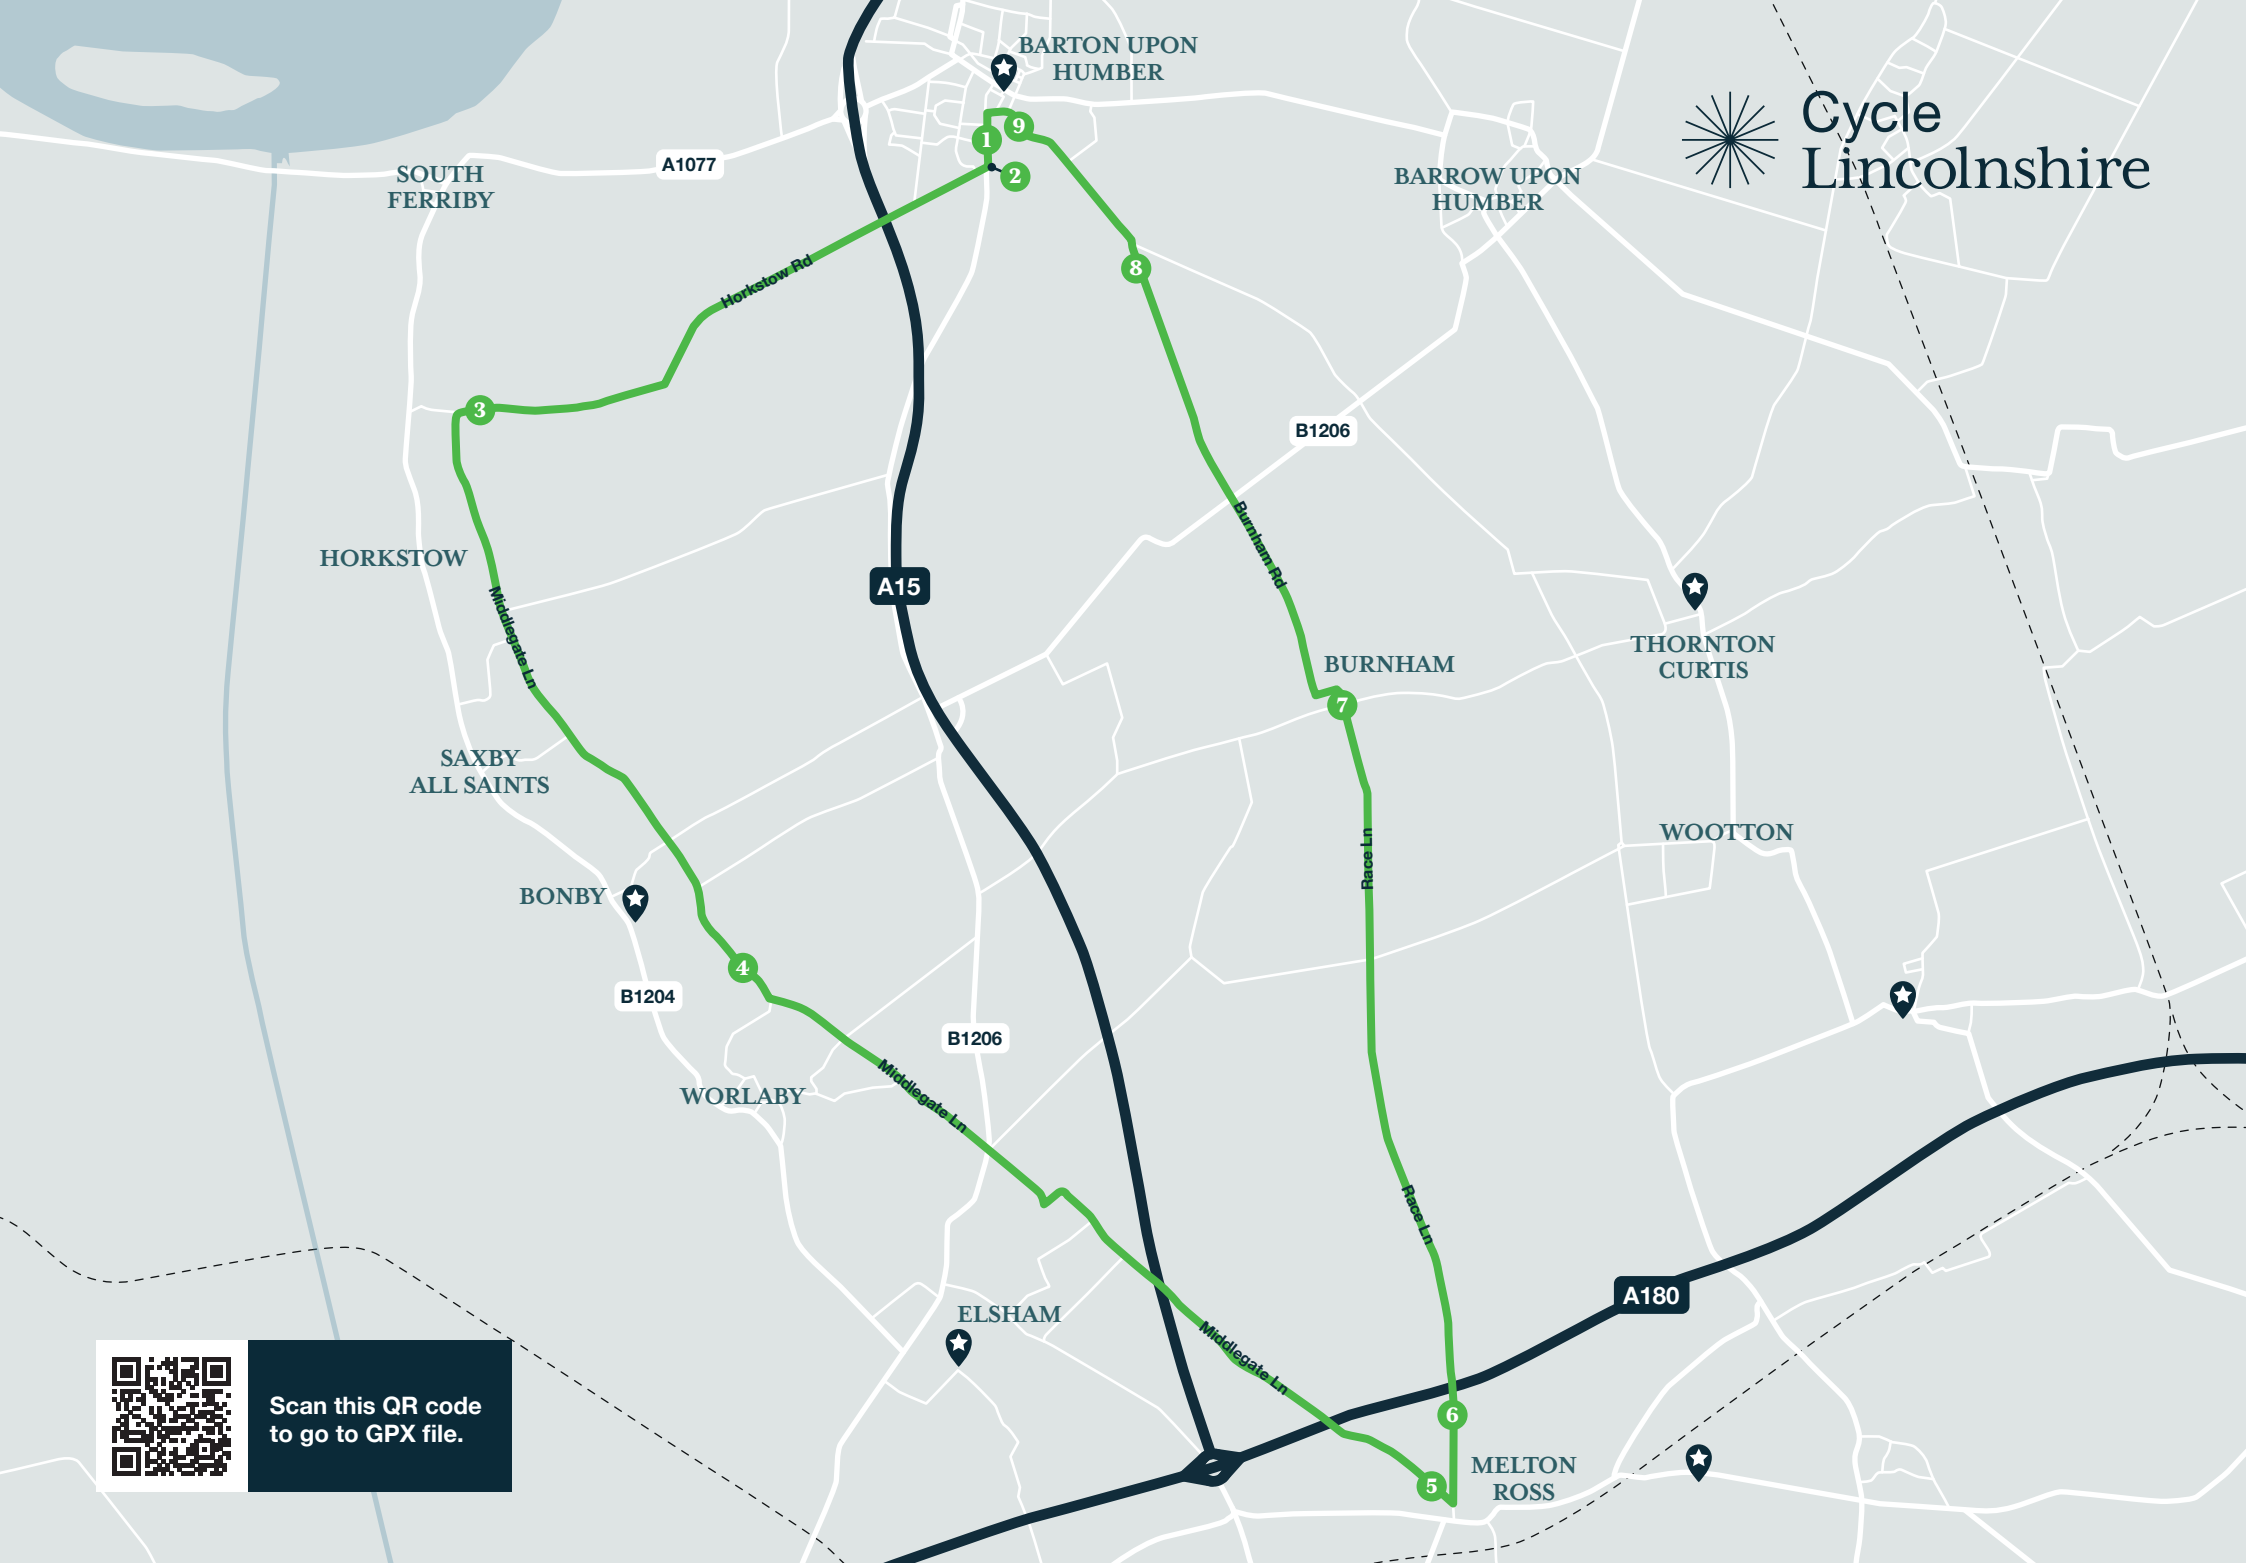 BARTON UPON
HUMBER
Cycle
Lincolnshire
1
9
2
A1077
SOUTH
FERRIBY
BARROW UPON
HUMBER
8
Horkstow Rd
3
B1206
HORKSTOW
Burnham Rd
A15
Middlegate Ln
THORNTON
CURTIS
BURNHAM
7
SAXBY
ALL SAINTS
WOOTTON
Race Ln
BONBY
4
B1204
B1206
WORLABY
Middlegate Ln
Race Ln
A180
ELSHAM
Middlegate Ln
6
5
MELTON
ROSS
Scan this QR code
to go to GPX file.